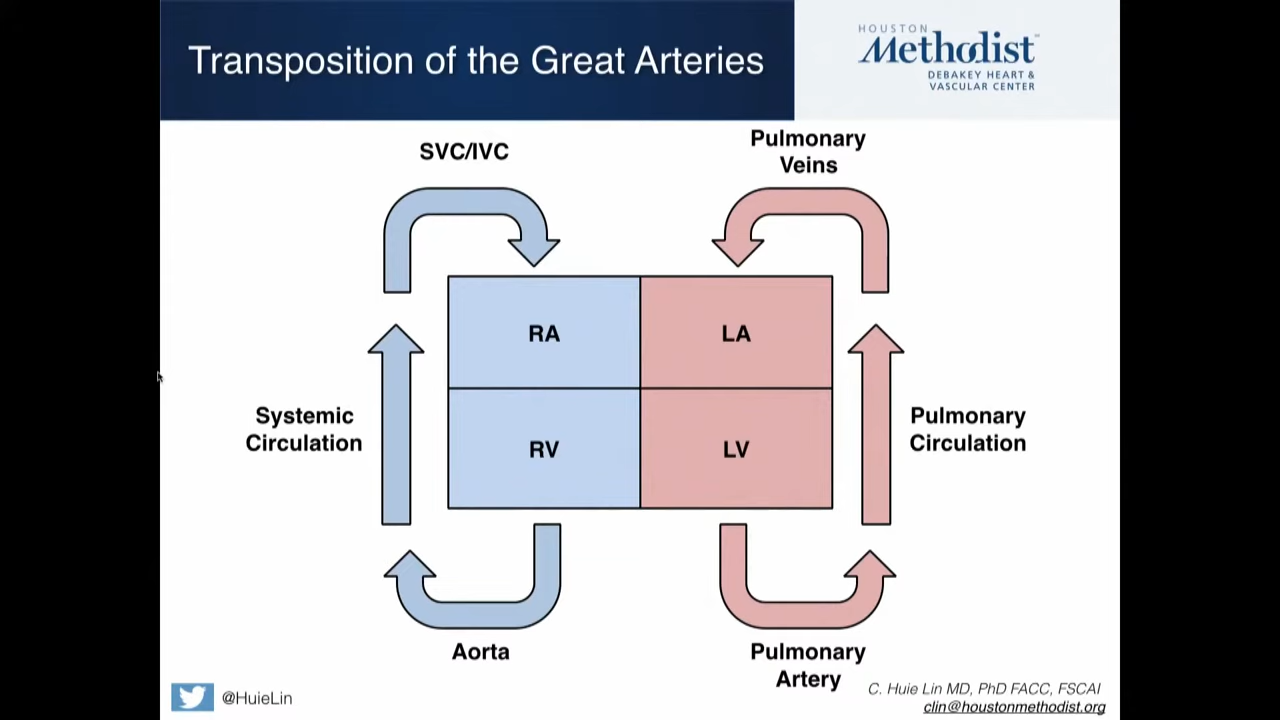 Transposition of the Great Arteries
HOUSTON
Methodist
DEBAKEY HEART &
VASCULAR CENTER
SVC/IVC
Pulmonary
Veins
RA
LA
Systemic
Circulation
Pulmonary
Circulation
RV
LV
Aorta
Pulmonary
Artery
@HuieLin
C. Huie Lin MD, PhD FACC, FSCAI
clin@houstonmethodist.org